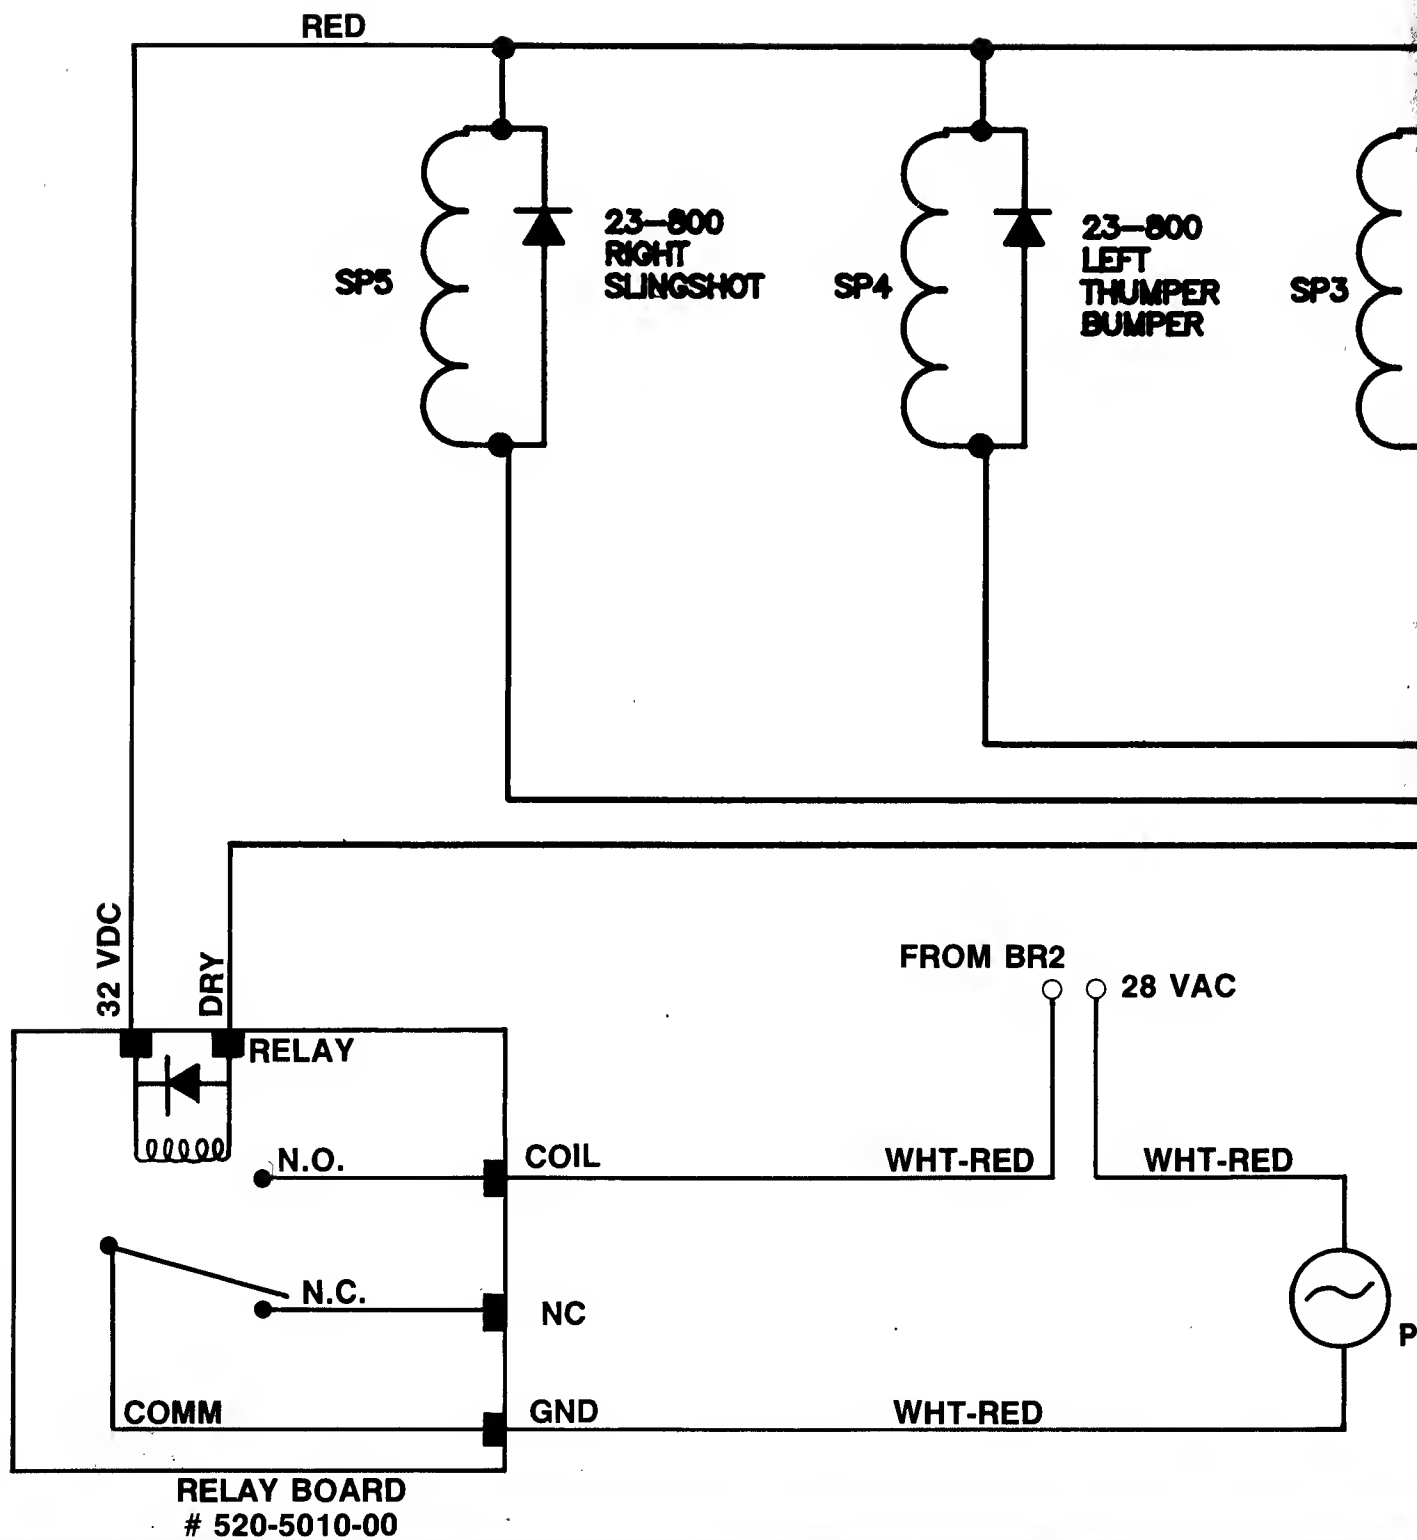 RED
23-800
RIGHT
SLINGSHOT
SP5
23-800
LEFT
THUMPER
BUMPER
SP4
SP3
32 VDC
DRY
FROM BR2
28 VAC
RELAY
N.O.
COIL
WHT-RED
WHT-RED
N.C.
NC
P
COMM
GND
WHT-RED
RELAY BOARD
# 520-5010-00